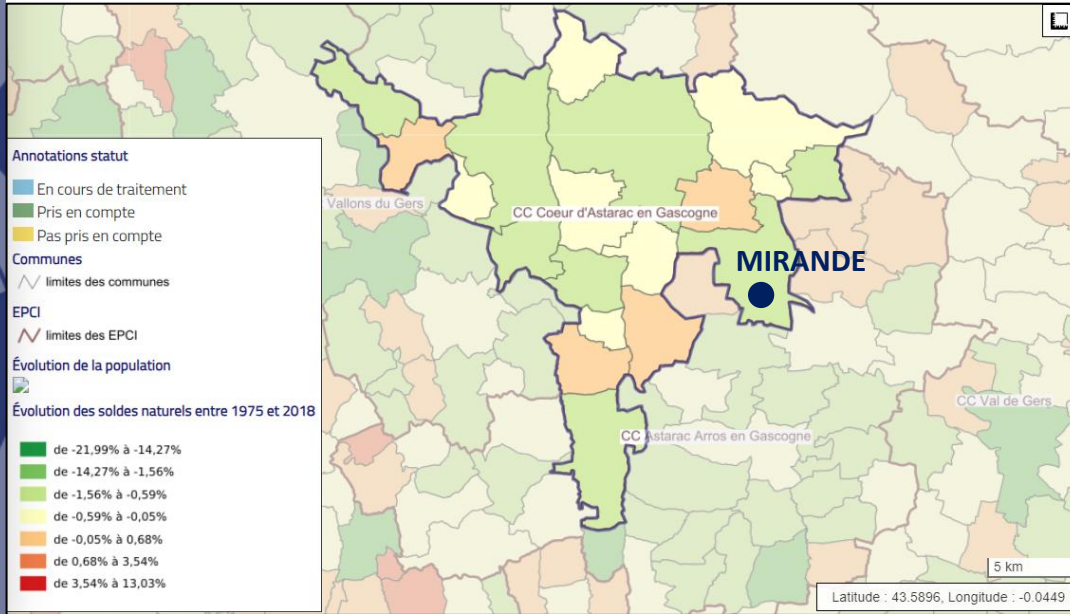 Annotations statut
En cours de traitement
Pris en compte
Pas pris en compte
Communes
limites des communes
EPCI
limites des EPCI
Évolution de la population
Évolution des soldes naturels entre 1975 et 2018
de -21,99% à -14,27%
de -14,27% à -1,56%
de -1,56% à -0,59%
de -0,59% à -0,05%
de -0,05% à 0,68%
de 0,68% à 3,54%
de 3,54% à 13,03%
Vallons du Gers
CC Coeur d'Astarac en Gascogne
MIRANDE
CC Val de Gers
CC Astarac Arros en Gascogne
5 km
Latitude : 43.5896, Longitude : -0.0449